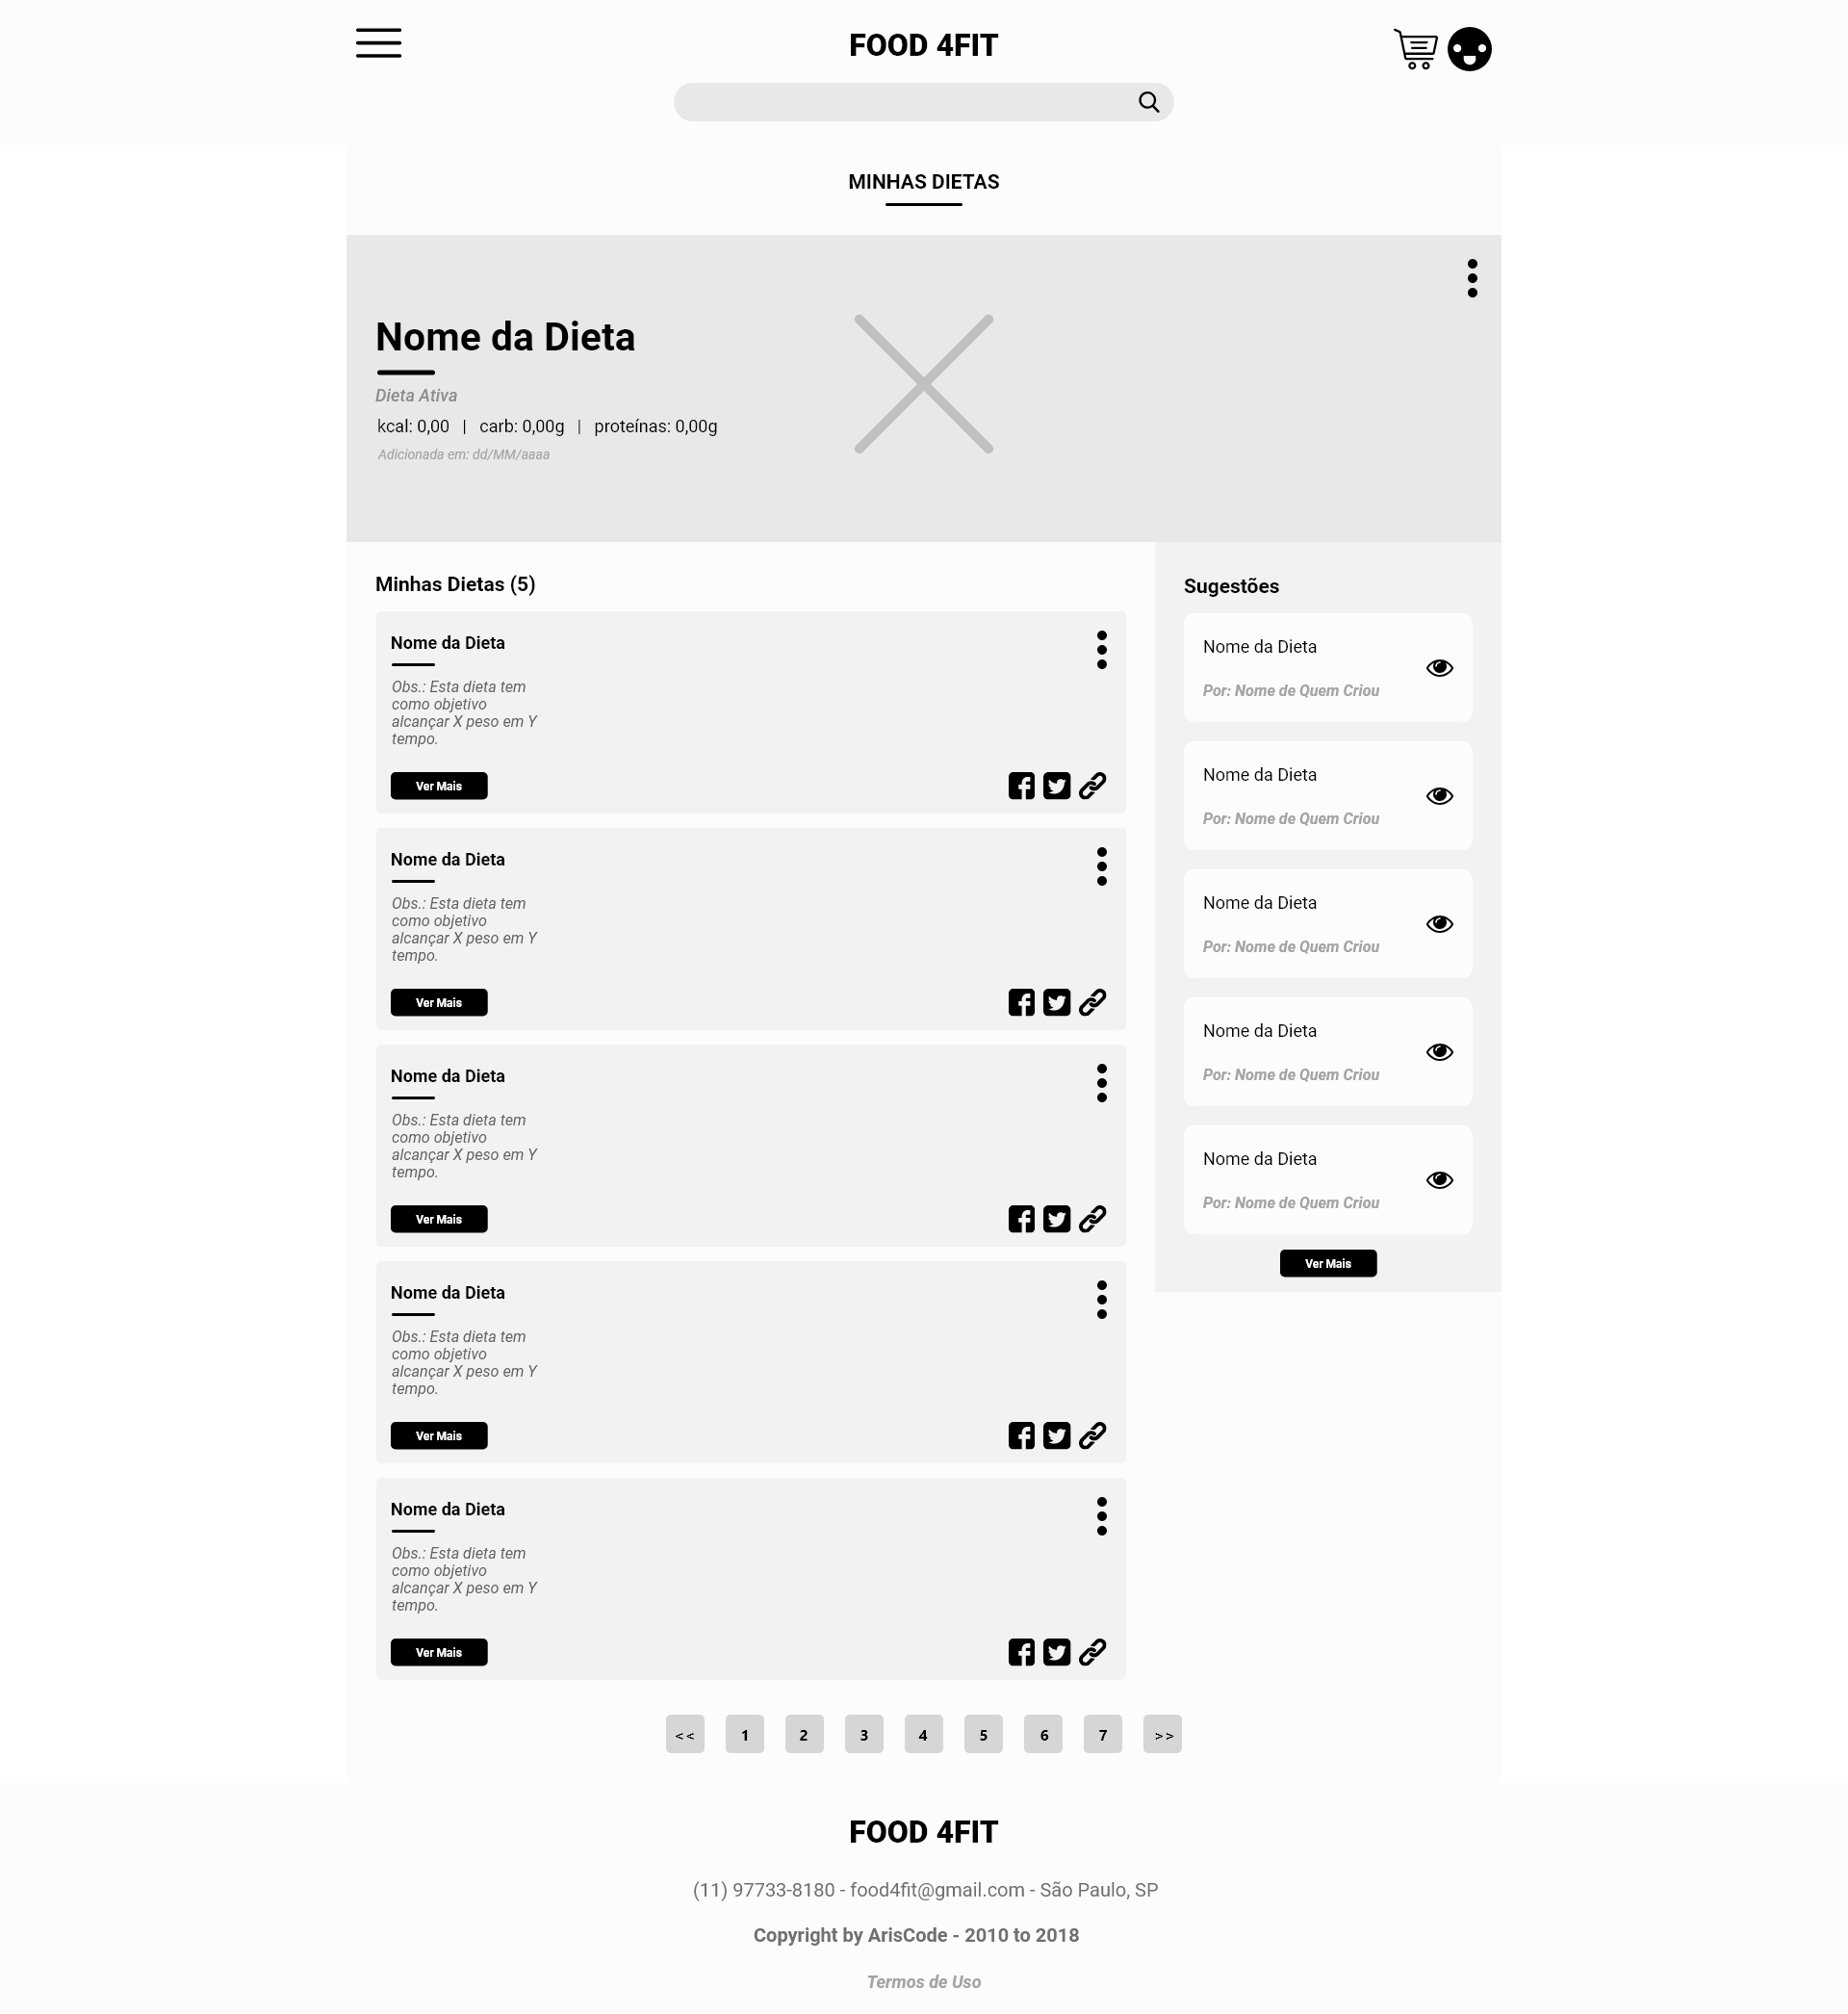 FOOD 4FIT
MINHAS DIETAS
Nome da Dieta
Dieta Ativa
kcal: 0,00 | carb: 0,00g | proteínas: 0,00g
Adicionada em: dd/MM/aaaa
Minhas Dietas (5)
Nome da Dieta
Obs.: Esta dieta tem
como objetivo
alcançar X peso em Y
tempo.
Ver Mais
Nome da Dieta
Obs.: Esta dieta tem
como objetivo
alcançar X peso em Y
tempo.
Ver Mais
Nome da Dieta
Obs.: Esta dieta tem
como objetivo
alcançar X peso em Y
tempo.
Ver Mais
Nome da Dieta
Obs.: Esta dieta tem
como objetivo
alcançar X peso em Y
tempo.
Ver Mais
Nome da Dieta
Obs.: Esta dieta tem
como objetivo
alcançar X peso em Y
tempo.
Ver Mais
Sugestões
Nome da Dieta
Por: Nome de Quem Criou
Nome da Dieta
Por: Nome de Quem Criou
Nome da Dieta
Por: Nome de Quem Criou
Nome da Dieta
Por: Nome de Quem Criou
Nome da Dieta
Por: Nome de Quem Criou
Ver Mais
<< 1 2 3 4 5 6 7 >>
FOOD 4FIT
(11) 97733-8180 - food4fit@gmail.com - São Paulo, SP
Copyright by ArisCode - 2010 to 2018
Termos de Uso